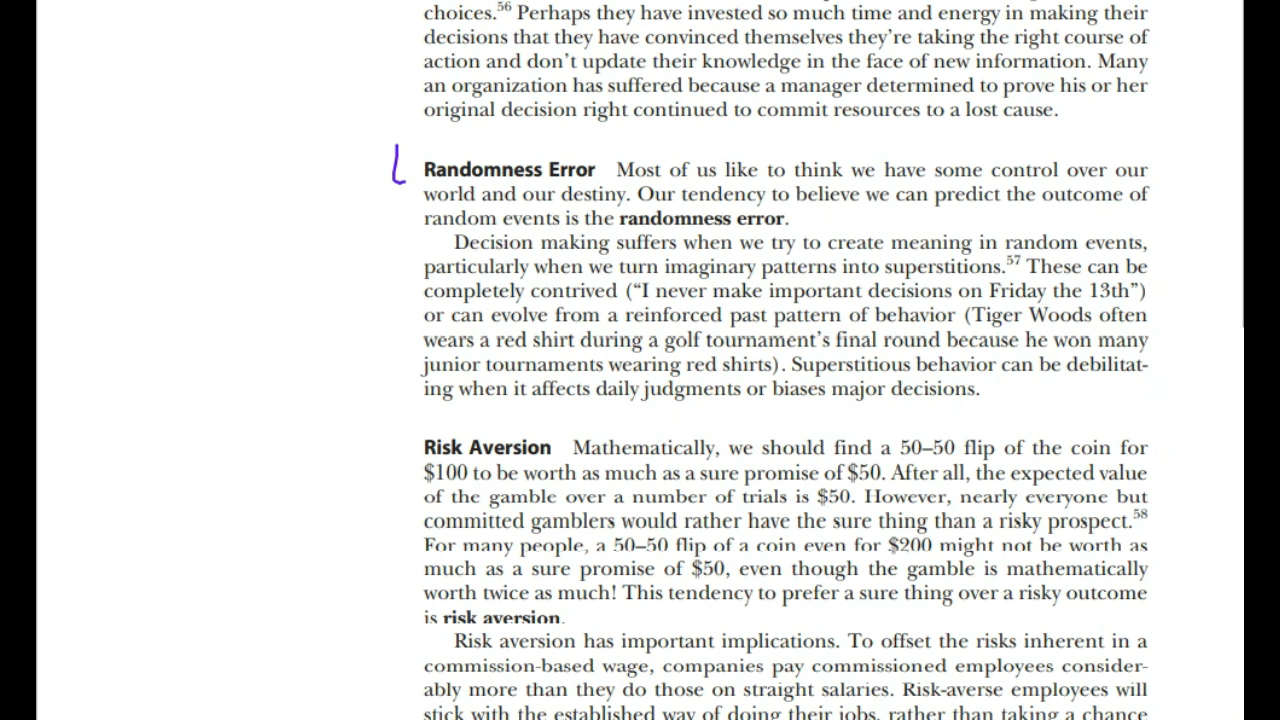 choices.56 Perhaps they have invested so much time and energy in making their
decisions that they have convinced themselves they're taking the right course of
action and don't update their knowledge in the face of new information. Many
an organization has suffered because a manager determined to prove his or her
original decision right continued to commit resources to a lost cause.
Randomness Error Most of us like to think we have some control over our
world and our destiny. Our tendency to believe we can predict the outcome of
random events is the randomness error.
Decision making suffers when we try to create meaning in random events,
particularly when we turn imaginary patterns into superstitions.57 These can be
completely contrived (“I never make important decisions on Friday the 13th”)
or can evolve from a reinforced past pattern of behavior (Tiger Woods often
wears a red shirt during a golf tournament's final round because he won many
junior tournaments wearing red shirts). Superstitious behavior can be debilitat-
ing when it affects daily judgments or biases major decisions.
Risk Aversion Mathematically, we should find a 50–50 flip of the coin for
$100 to be worth as much as a sure promise of $50. After all, the expected value
of the gamble over a number of trials is $50. However, nearly everyone but
committed gamblers would rather have the sure thing than a risky prospect.58
For many people, a 50–50 flip of a coin even for $200 might not be worth as
much as a sure promise of $50, even though the gamble is mathematically
worth twice as much! This tendency to prefer a sure thing over a risky outcome
is risk aversion.
Risk aversion has important implications. To offset the risks inherent in a
commission-based wage, companies pay commissioned employees consider-
ably more than they do those on straight salaries. Risk-averse employees will
stick with the established way of doing their jobs, rather than taking a chance